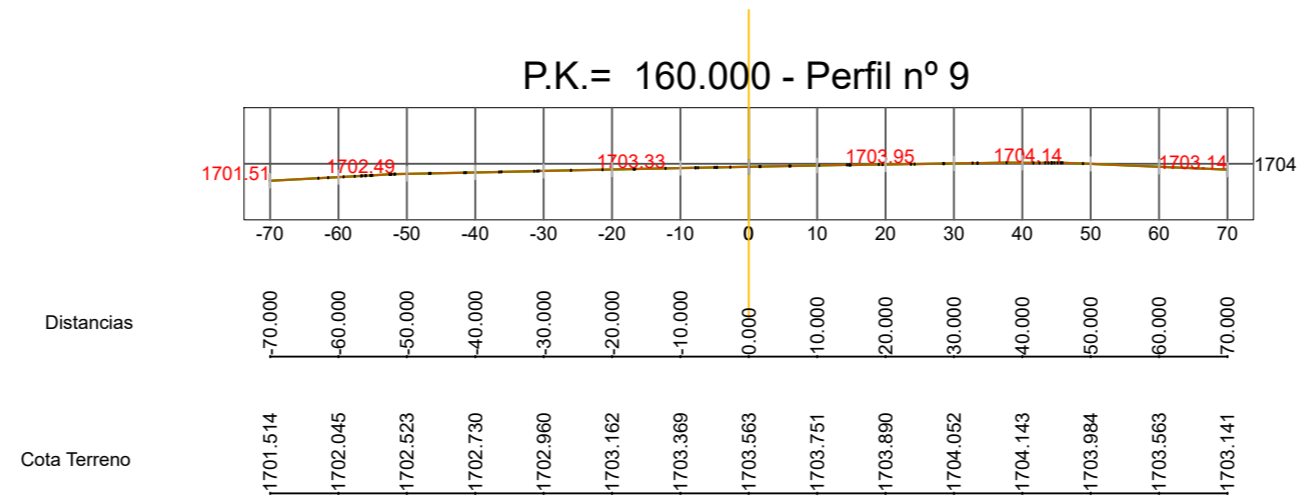 P.K.= 160.000 - Perfil nº 9
1701.51 1702.49 1703.33 1703.95 1704.14 1703.14 1704
-70 -60 -50 -40 -30 -20 -10 0 10 20 30 40 50 60 70
Distancias -70.000 -60.000 -50.000 -40.000 -30.000 -20.000 -10.000 0.000 10.000 20.000 30.000 40.000 50.000 60.000 70.000
Cota Terreno 1701.514 1702.045 1702.523 1702.730 1702.960 1703.162 1703.369 1703.563 1703.751 1703.890 1704.052 1704.143 1703.984 1703.563 1703.141